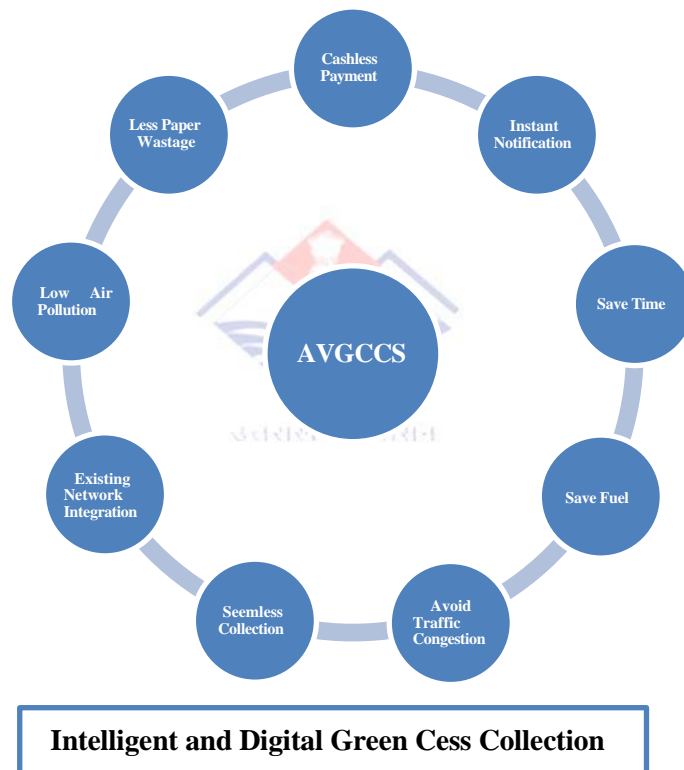 Cashless
Payment
Instant
Notification
Save Time
Save Fuel
Avoid
Traffic
Congestion
Seemless
Collection
Existing
Network
Integration
Low Air
Pollution
Less Paper
Wastage
AVGCCS
Intelligent and Digital Green Cess Collection